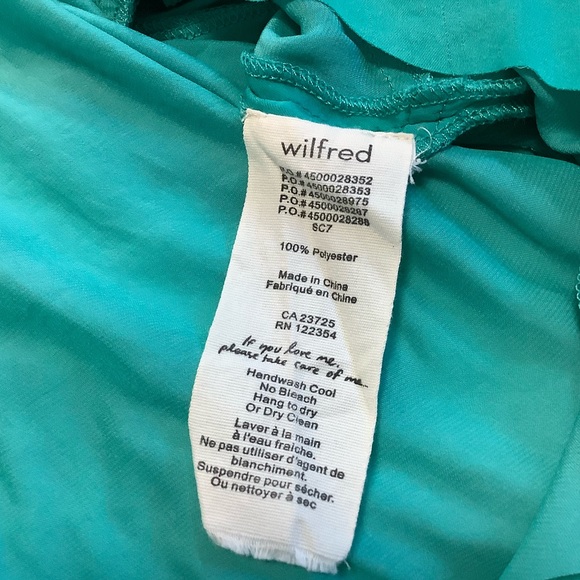 wilfred
P.O.#4500028352
P.O.#4500028353
P.O.#4500028975
P.O.#4500028287
P.O.#4500028288
SC7
100% Polyester
Made in China
Fabriqué en Chine
CA 23725
RN 122354
If you love me,
please take care of me.
Handwash Cool
No Bleach
Hang to dry
Or Dry Clean
Laver à la main
à l'eau fraîche.
Ne pas utiliser d'agent de
blanchiment.
Suspendre pour sécher.
Ou nettoyer à sec